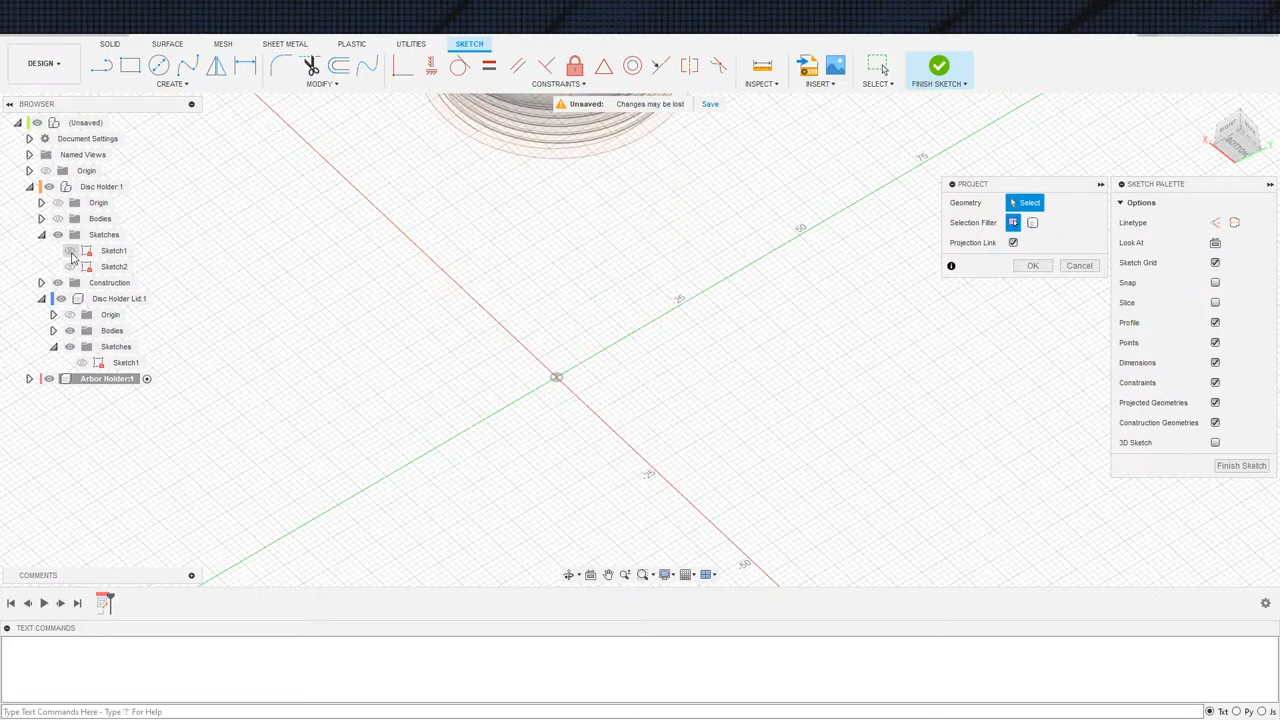 SOLID SURFACE MESH SHEET METAL PLASTIC UTILITIES SKETCH
DESIGN
CREATE MODIFY CONSTRAINTS INSPECT INSERT SELECT FINISH SKETCH
BROWSER
Unsaved: Changes may be lost Save
(Unsaved)
Document Settings
Named Views
Origin
Disc Holder:1
Origin
Bodies
Sketches
Sketch1
Sketch2
Construction
Disc Holder Lid:1
Origin
Bodies
Sketches
Sketch1
Arbor Holder:1
75
50
25
-25
-50
FRONT
BOTTOM
X
Y
PROJECT
Geometry Select
Selection Filter
Projection Link
OK Cancel
SKETCH PALETTE
Options
Linetype
Look At
Sketch Grid
Snap
Slice
Profile
Points
Dimensions
Constraints
Projected Geometries
Construction Geometries
3D Sketch
Finish Sketch
COMMENTS
TEXT COMMANDS
Type Text Commands Here - Type '?' For Help
Txt Py Js